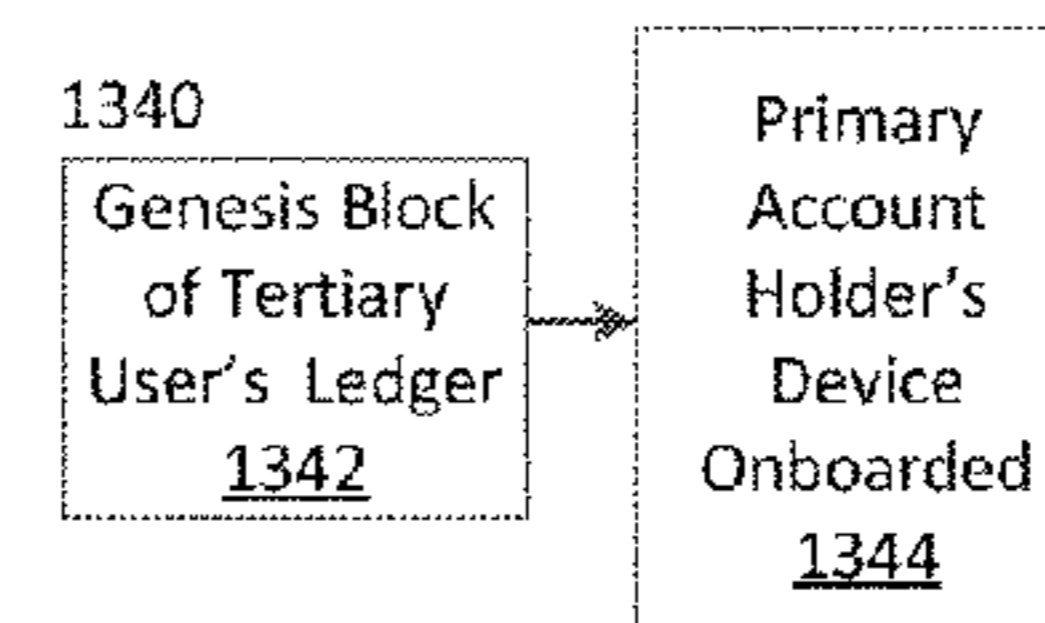 1340
Genesis Block
of Tertiary
User's Ledger
1342
Primary
Account
Holder's
Device
Onboarded
1344